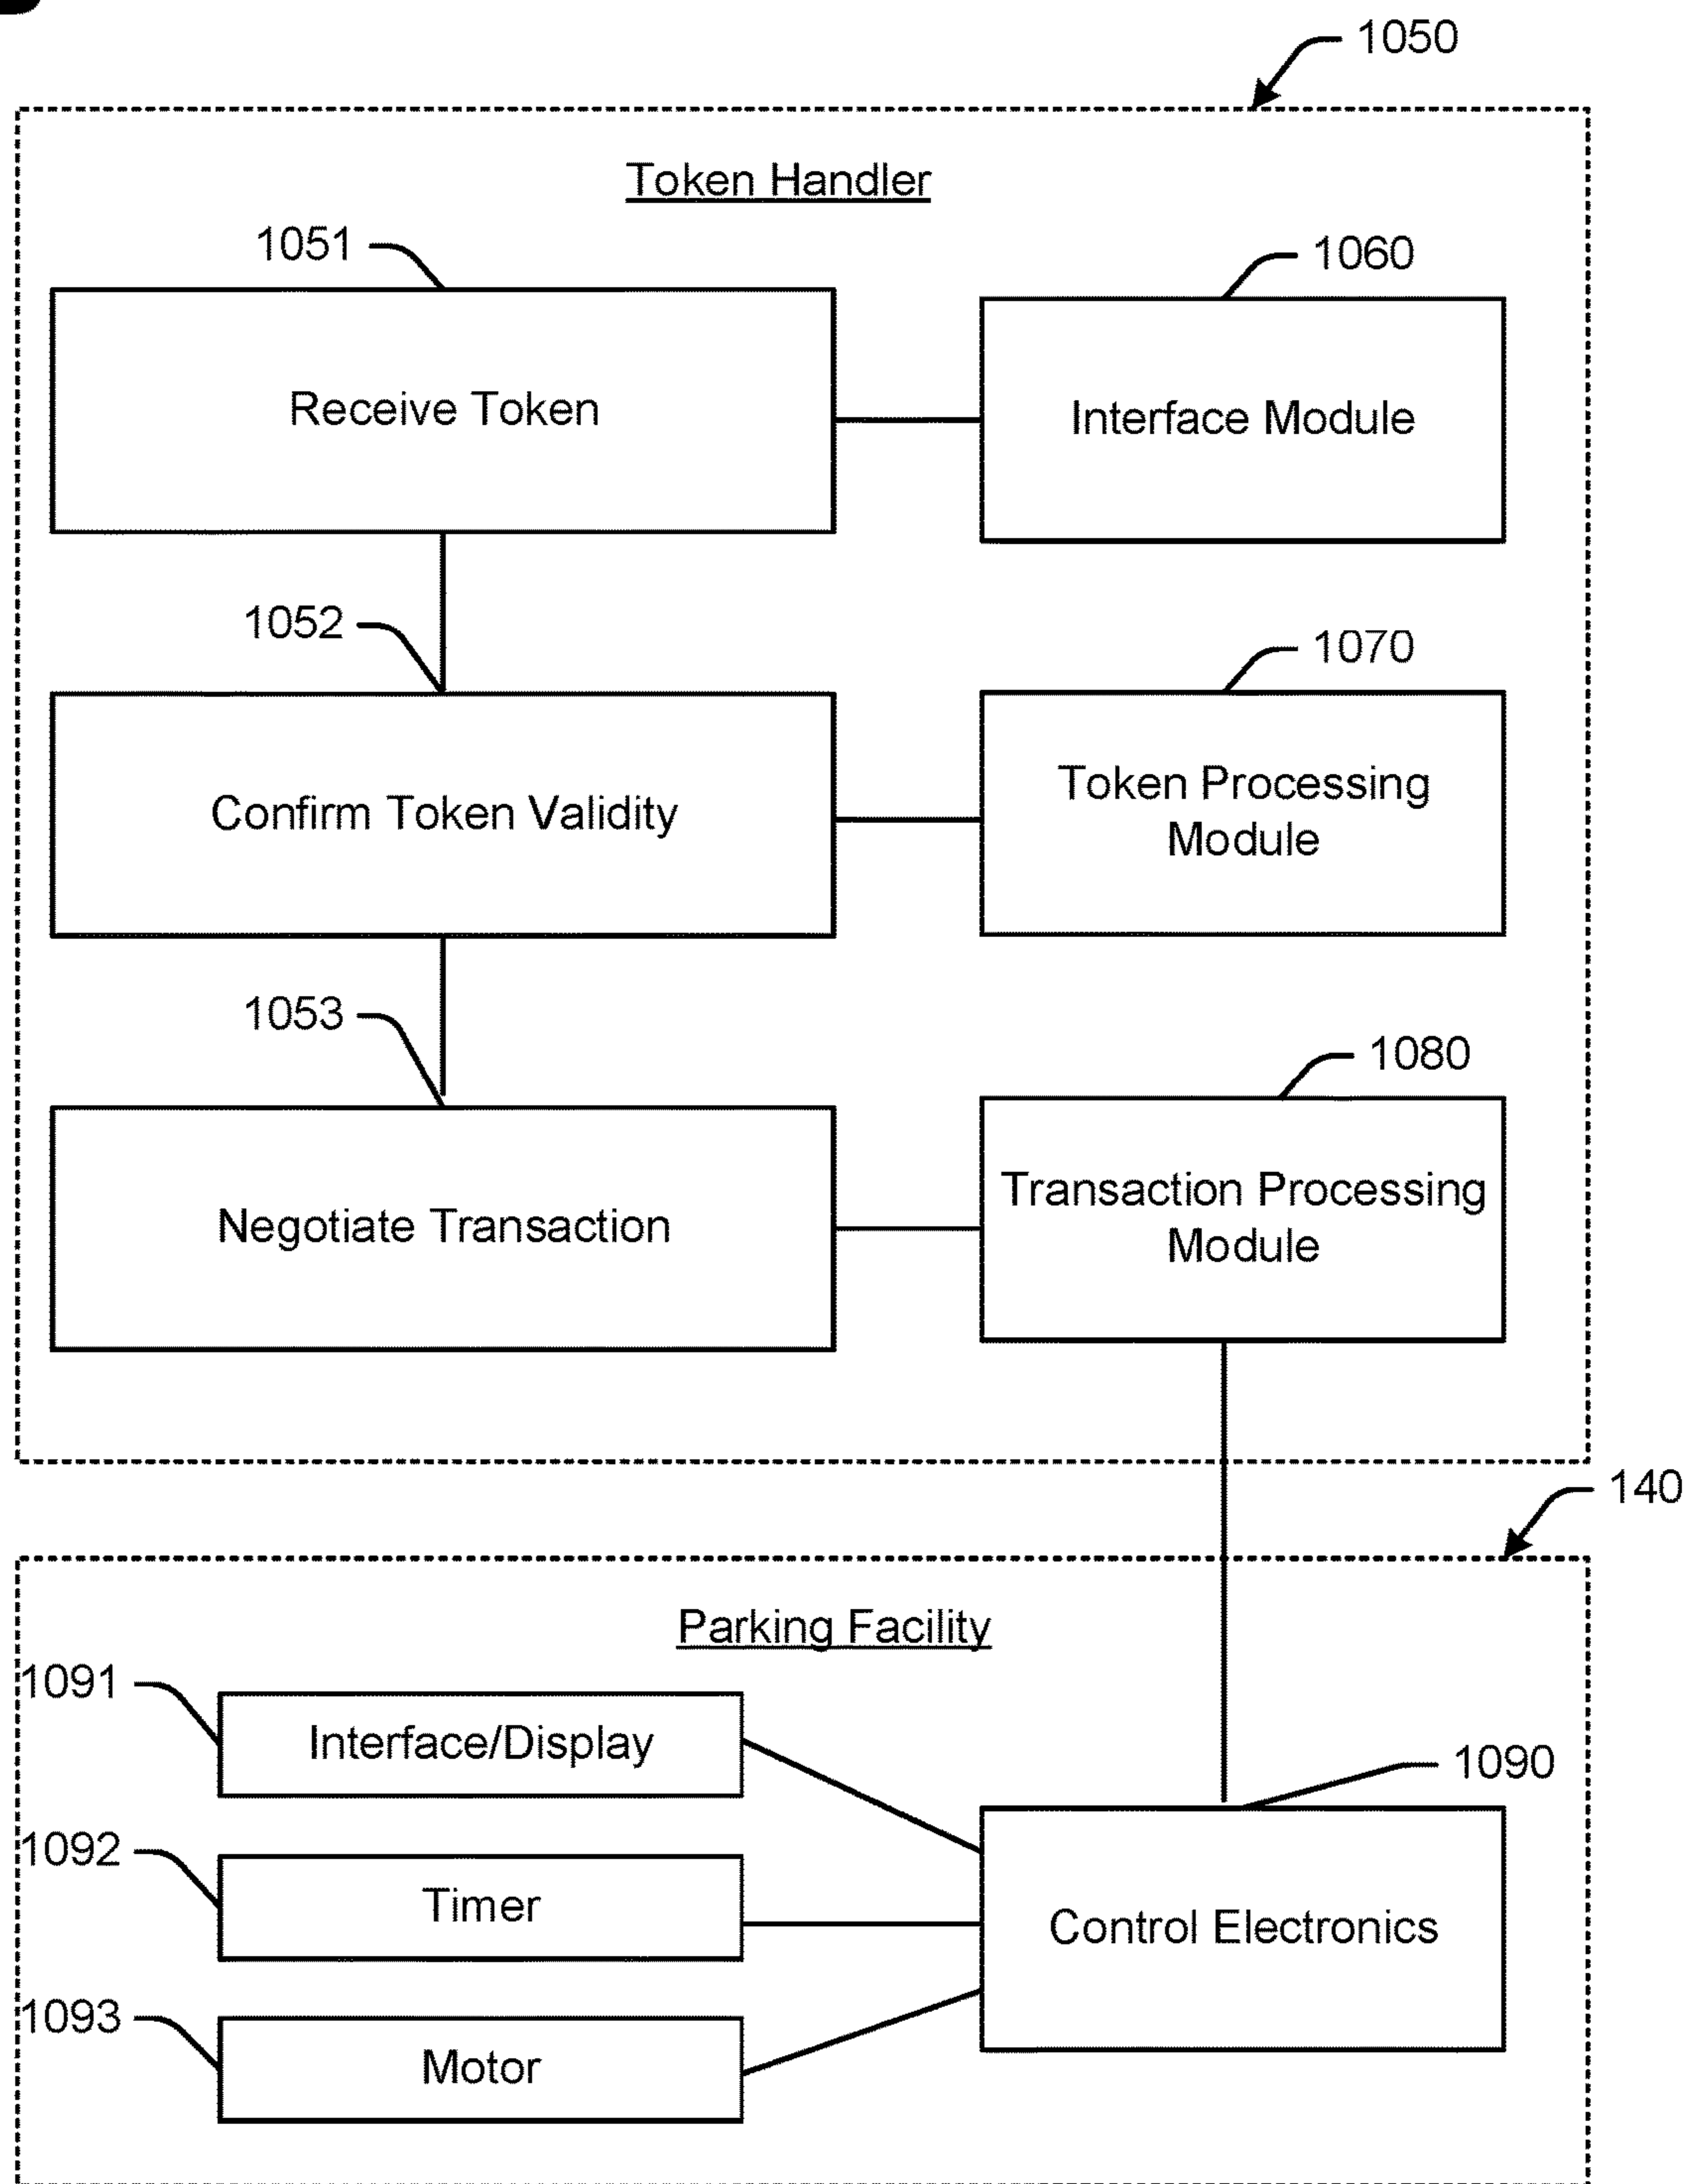 1050
Token Handler
1051
1060
Receive Token
Interface Module
1052
1070
Confirm Token Validity
Token Processing
Module
1053
1080
Negotiate Transaction
Transaction Processing
Module
140
Parking Facility
1091
Interface/Display
1090
1092
Timer
Control Electronics
1093
Motor